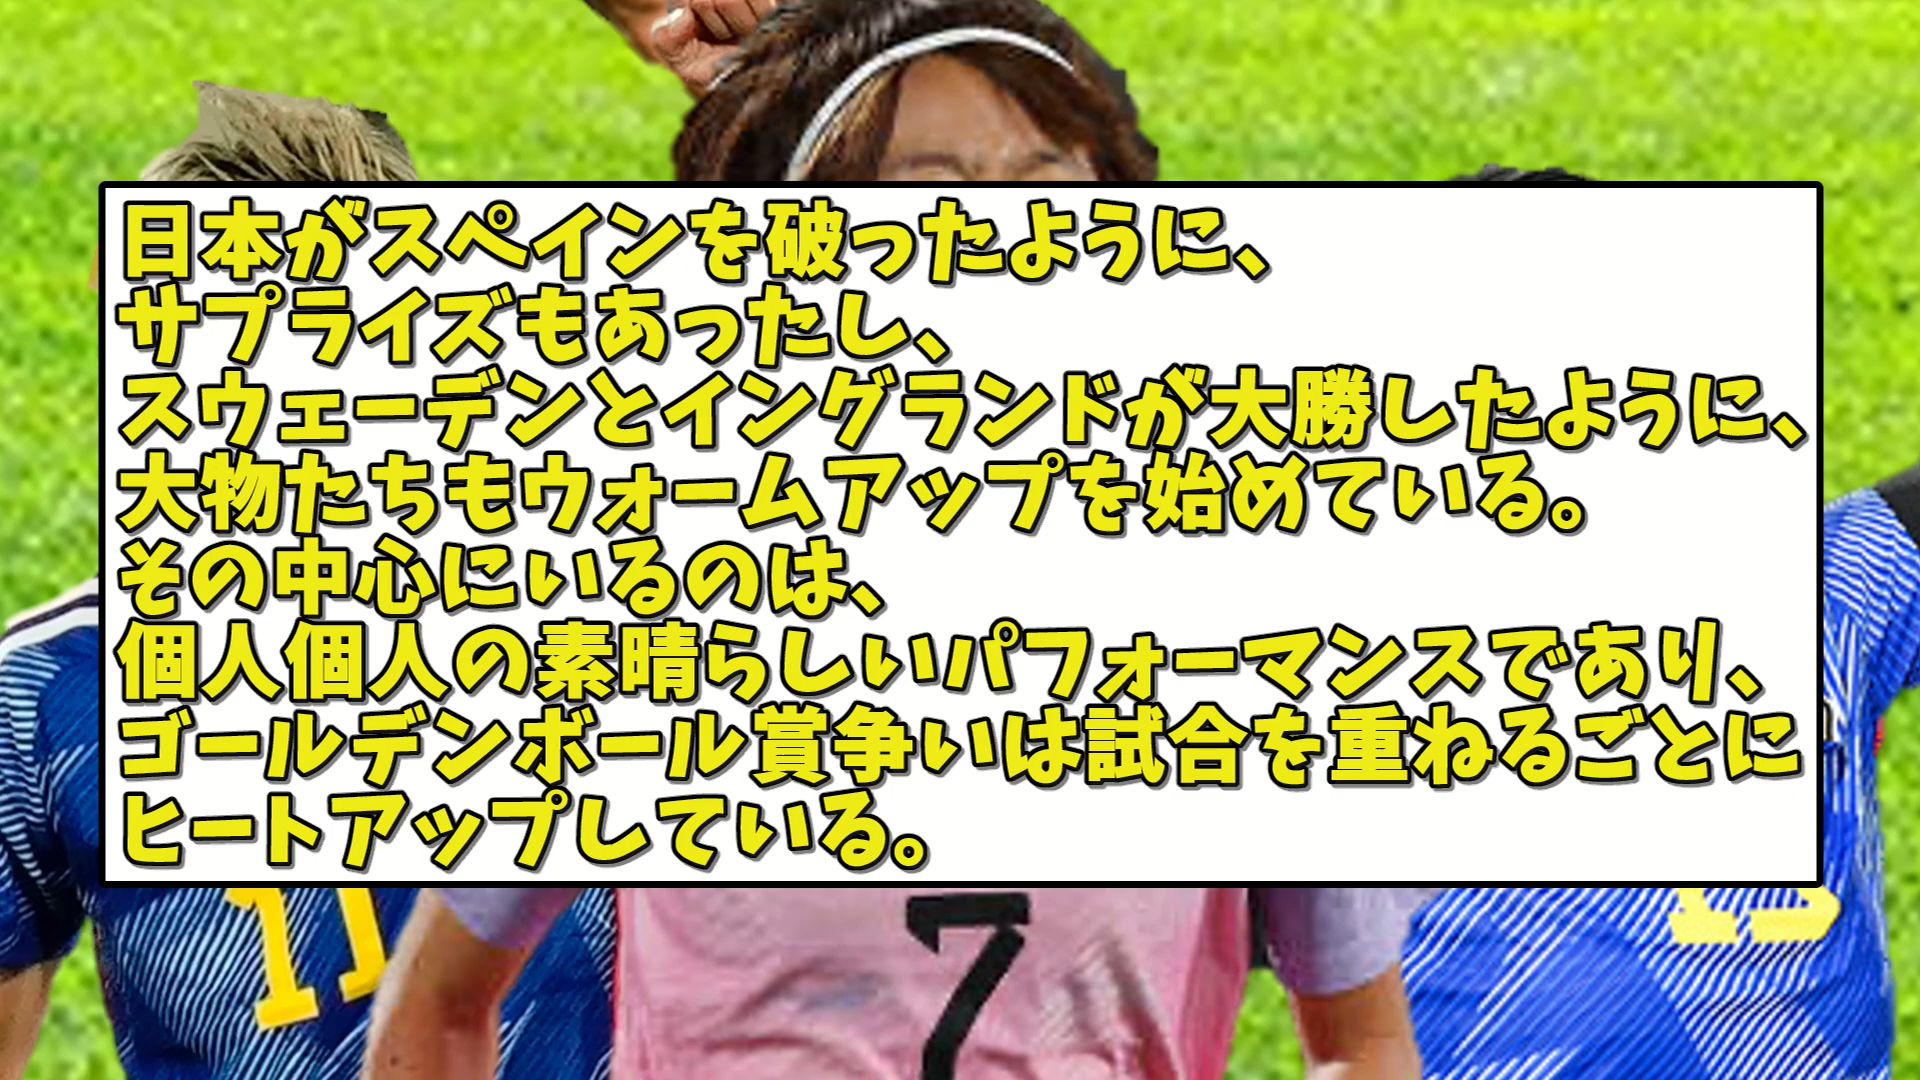 日本がスペインを破ったように、
サプライズもあったし、
スウェーデンとイングランドが大勝したように、
大物たちもウォームアップを始めている。
その中心にいるのは、
個人個人の素晴らしいパフォーマンスであり、
ゴールデンボール賞争いは試合を重ねるごとに
ヒートアップしている。
11
7
13